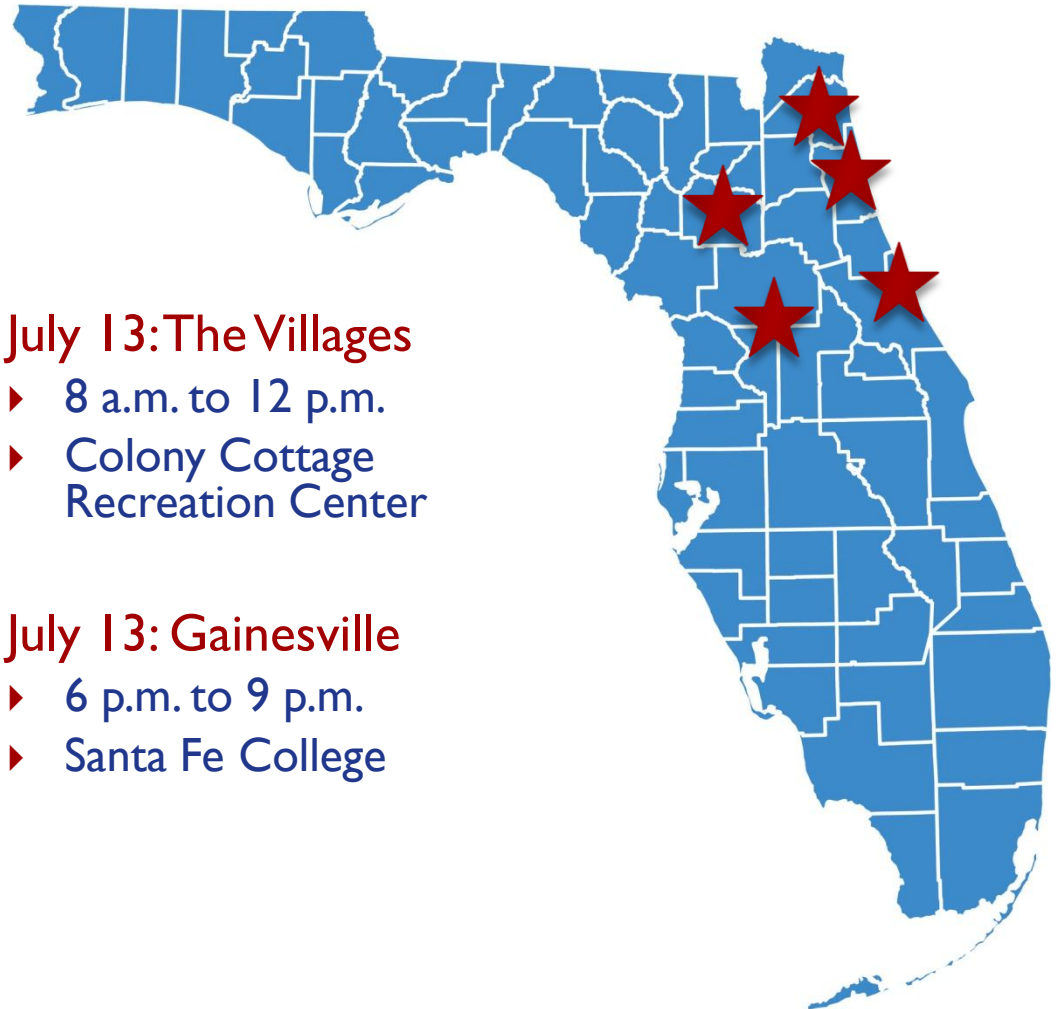 July 13: The Villages
8 a.m. to 12 p.m.
Colony Cottage
Recreation Center
July 13: Gainesville
6 p.m. to 9 p.m.
Santa Fe College